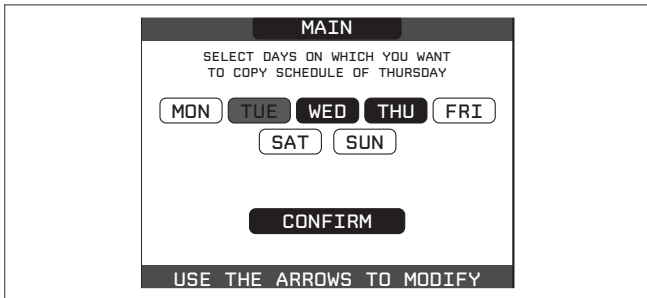 MAIN
SELECT DAYS ON WHICH YOU WANT
TO COPY SCHEDULE OF THURSDAY
MON TUE WED THU FRI
SAT SUN
CONFIRM
USE THE ARROWS TO MODIFY